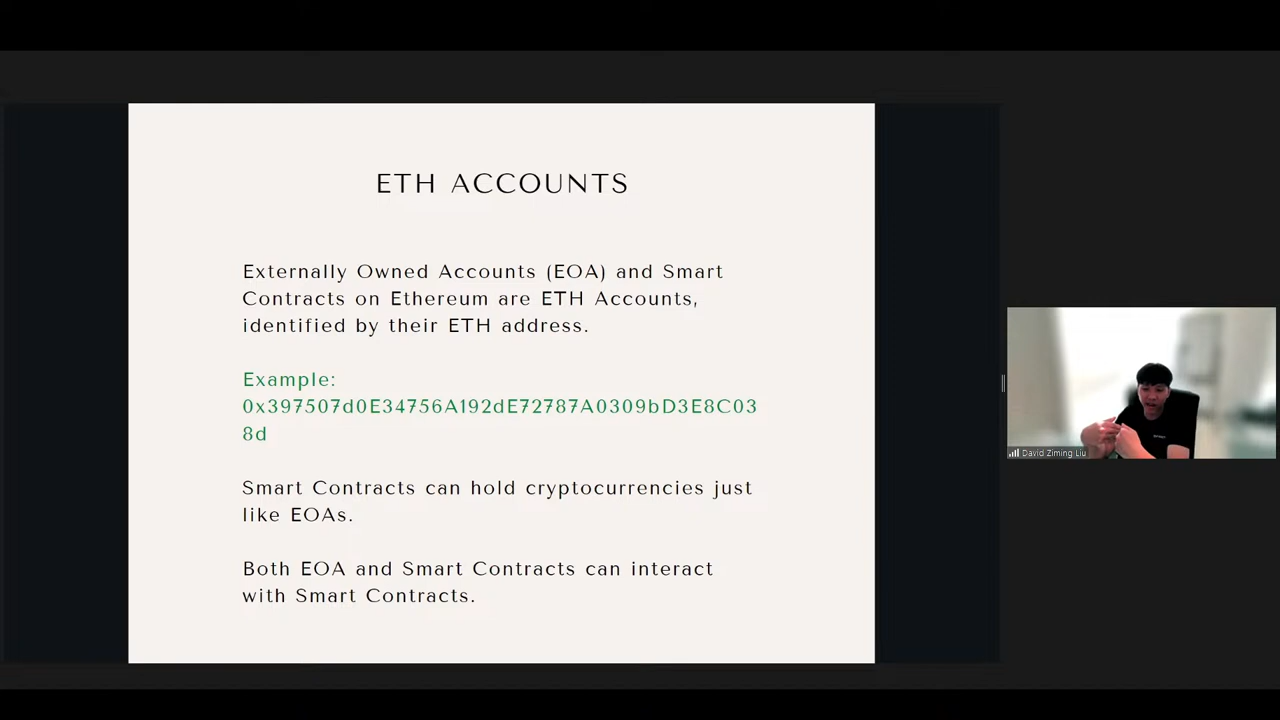 ETH ACCOUNTS
Externally Owned Accounts (EOA) and Smart
Contracts on Ethereum are ETH Accounts,
identified by their ETH address.
Example:
0x397507d0E34756A192dE72787A0309bD3E8C03
8d
Smart Contracts can hold cryptocurrencies just
like EOAs.
Both EOA and Smart Contracts can interact
with Smart Contracts.
David Ziming Liu